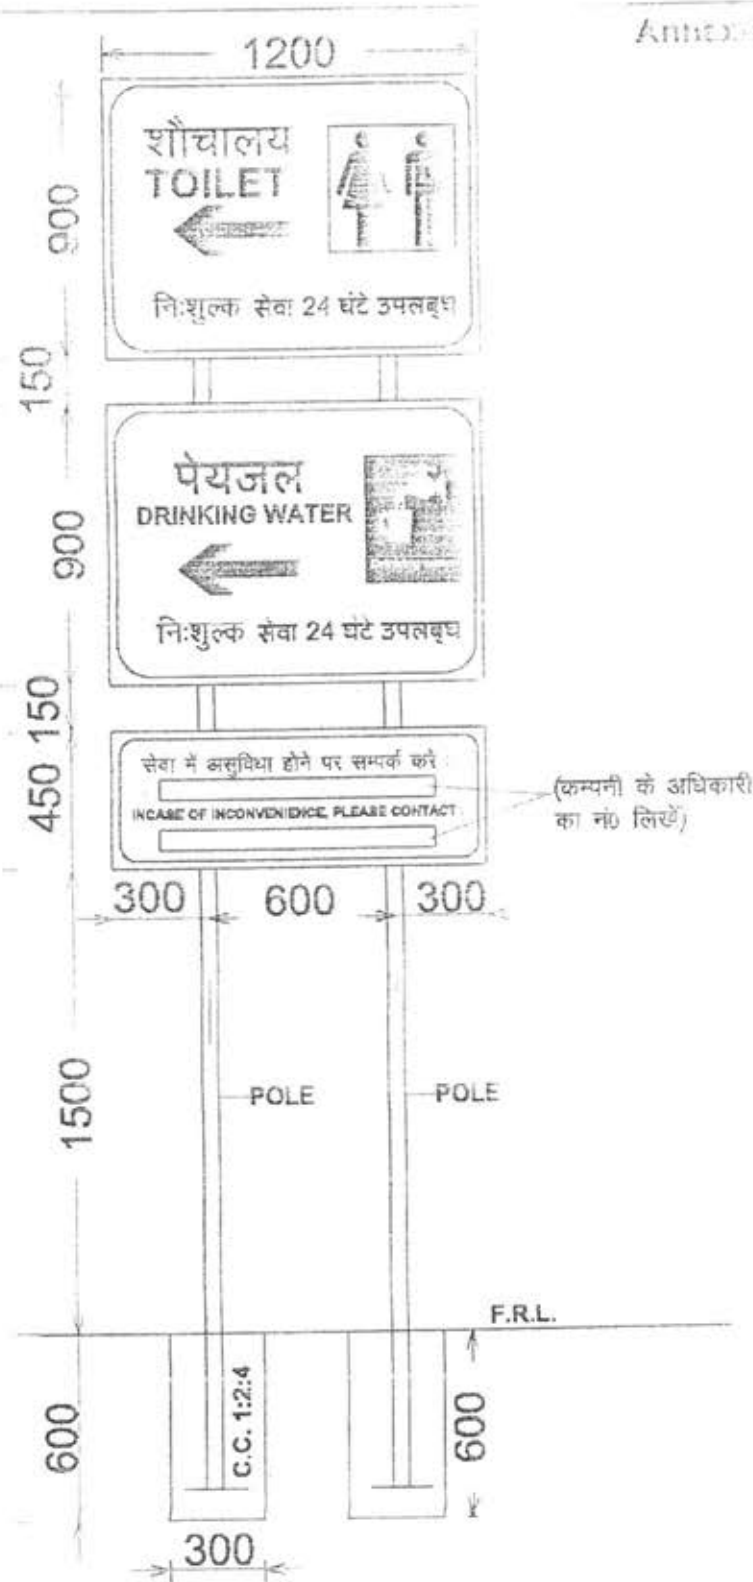 1200
शौचालय
TOILET
900
निःशुल्क सेवा 24 घंटे उपलब्ध
150
पेयजल
DRINKING WATER
900
निःशुल्क सेवा 24 घंटे उपलब्ध
150
सेवा में असुविधा होने पर सम्पर्क करे :
450
INCASE OF INCONVENIENCE, PLEASE CONTACT :
(कम्पनी के अधिकारी
का नं0 लिखें)
300 600 300
1500
POLE POLE
F.R.L.
600
C.C. 1:2:4
600
300